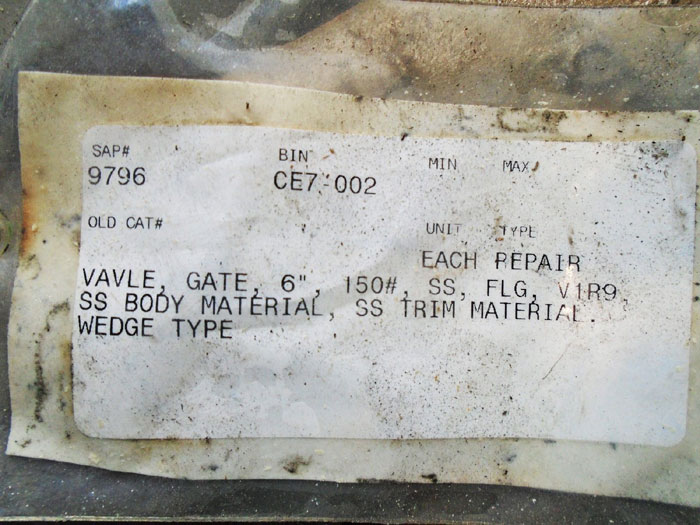 SAP# BIN MIN MAX
9796 CE7-002
OLD CAT# UNIT TYPE
EACH REPAIR
VAVLE, GATE, 6", 150#, SS, FLG, V1R9,
SS BODY MATERIAL, SS TRIM MATERIAL.
WEDGE TYPE